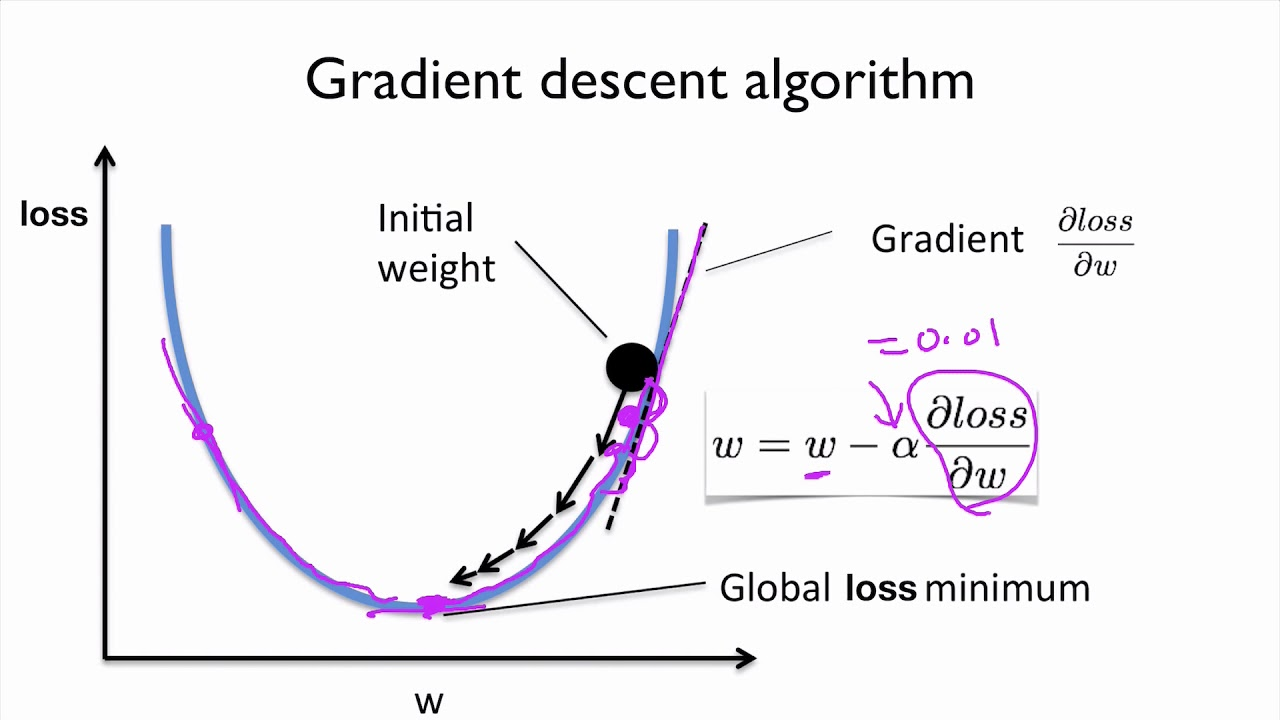 Gradient descent algorithm
loss
Initial
weight
Gradient ∂loss/∂w
=0.01
w = w − α ∂loss/∂w
Global loss minimum
w